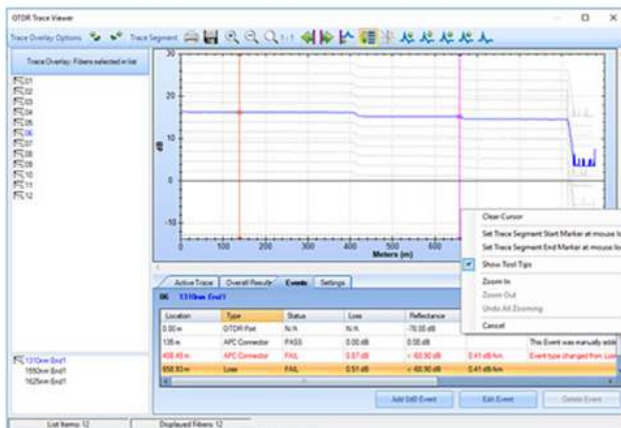 OTDR Trace Viewer
Trace Overlay Options
Trace Segment
1:1
Trace Overlay: Fibers selected in list
01
02
03
04
05
06
07
08
09
10
11
12
30
20
10
0
-10
dB
0
100
200
300
400
500
600
Meters (m)
Clear Cursor
Set Trace Segment Start Marker at mouse lo
Set Trace Segment End Marker at mouse lo
Show Tool Tips
Zoom In
Zoom Out
Undo All Zooming
Cancel
Active Trace
Overall Results
Events
Settings
06 1310nm End1
Location Type Status Loss Reflectance
0.00 m OTDR Port N/A N/A -78.00 dB
135 m APC Connector PASS 0.00 dB 0.00 dB This Event was manually adde
408.49 m APC Connector FAIL 0.87 dB < -60.90 dB 0.41 dB/km Event type changed from Loss
658.93 m Loss FAIL 0.51 dB < -60.90 dB 0.41 dB/km
1310nm End1
1550nm End1
1625nm End1
Add 0dB Event
Edit Event
Delete Event
List Items: 12
Displayed Fibers: 12